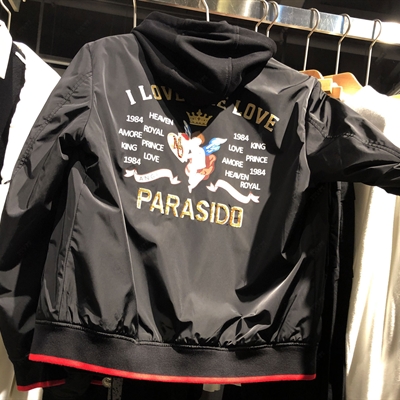 I LOVE LOVE
1984 HEAVEN
ROYAL
AMORE PRINCE
KING LOVE
1984
1984 KING
LOVE PRINCE
AMORE
HEAVEN 1984
ROYAL
PARASIDO